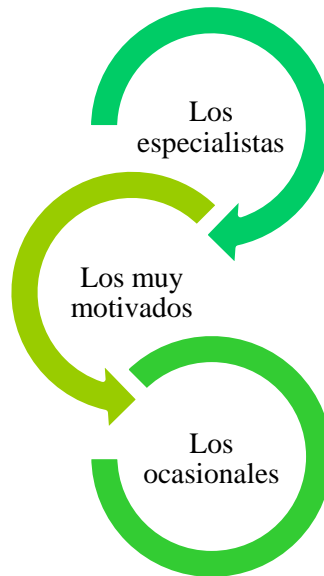 Los
especialistas
Los muy
motivados
Los
ocasionales